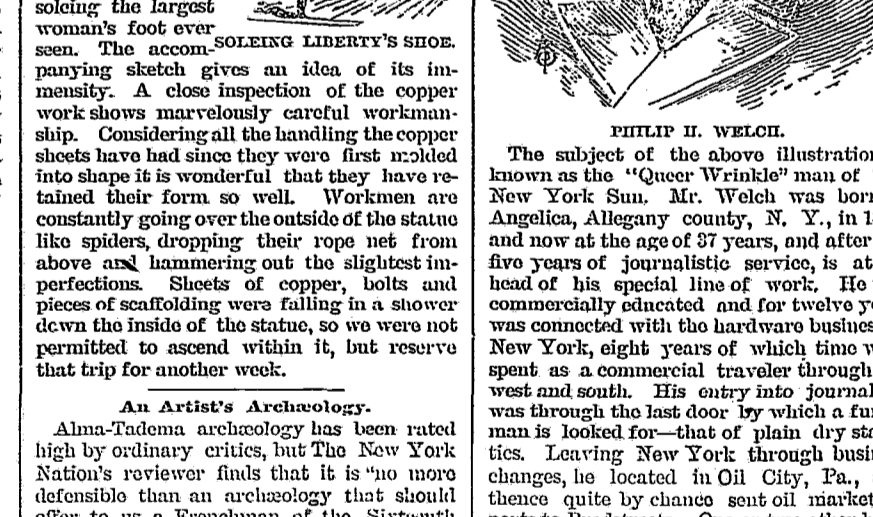 soleing the largest
woman's foot ever
seen. The accom-
SOLEING LIBERTY'S SHOE.
panying sketch gives an idea of its im-
mensity. A close inspection of the copper
work shows marvelously careful workman-
ship. Considering all the handling the copper
sheets have had since they were first molded
into shape it is wonderful that they have re-
tained their form so well. Workmen are
constantly going over the outside of the statue
like spiders, dropping their rope net from
above and hammering out the slightest im-
perfections. Sheets of copper, bolts and
pieces of scaffolding were falling in a shower
down the inside of the statue, so we were not
permitted to ascend within it, but reserve
that trip for another week.
An Artist's Archæology.
Alma-Tadema archæology has been rated
high by ordinary critics, but The New York
Nation's reviewer finds that it is "no more
defensible than an archæology that should
offer to us a Frenchman of the Sixteenth
PHILIP H. WELCH.
The subject of the above illustration
known as the "Queer Wrinkle" man of
New York Sun. Mr. Welch was born
Angelica, Allegany county, N. Y., in 1
and now at the age of 37 years, and after
five years of journalistic service, is at
head of his special line of work. He
commercially educated and for twelve y
was connected with the hardware busines
New York, eight years of which time w
spent as a commercial traveler through
west and south. His entry into journal
was through the last door by which a fu
man is looked for—that of plain dry sta
tics. Leaving New York through busi
changes, he located in Oil City, Pa.,
thence quite by chance sent oil market